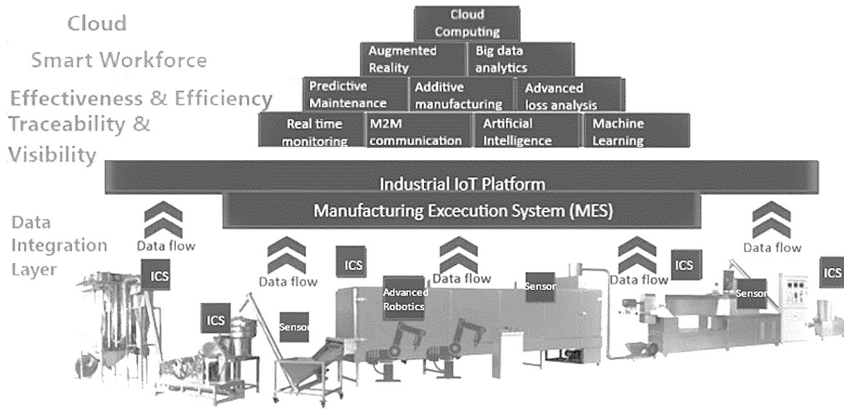 Cloud
Cloud
Computing
Smart Workforce
Augmented
Reality
Big data
analytics
Effectiveness & Efficiency
Predictive
Maintenance
Additive
manufacturing
Advanced
loss analysis
Traceability &
Visibility
Real time
monitoring
M2M
communication
Artificial
Intelligence
Machine
Learning
Industrial IoT Platform
Manufacturing Excecution System (MES)
Data
Integration
Layer
Data flow
Data flow
Data flow
Data flow
Data flow
ICS
ICS
Sensor
ICS
Advanced
Robotics
Sensor
ICS
Sensor
ICS